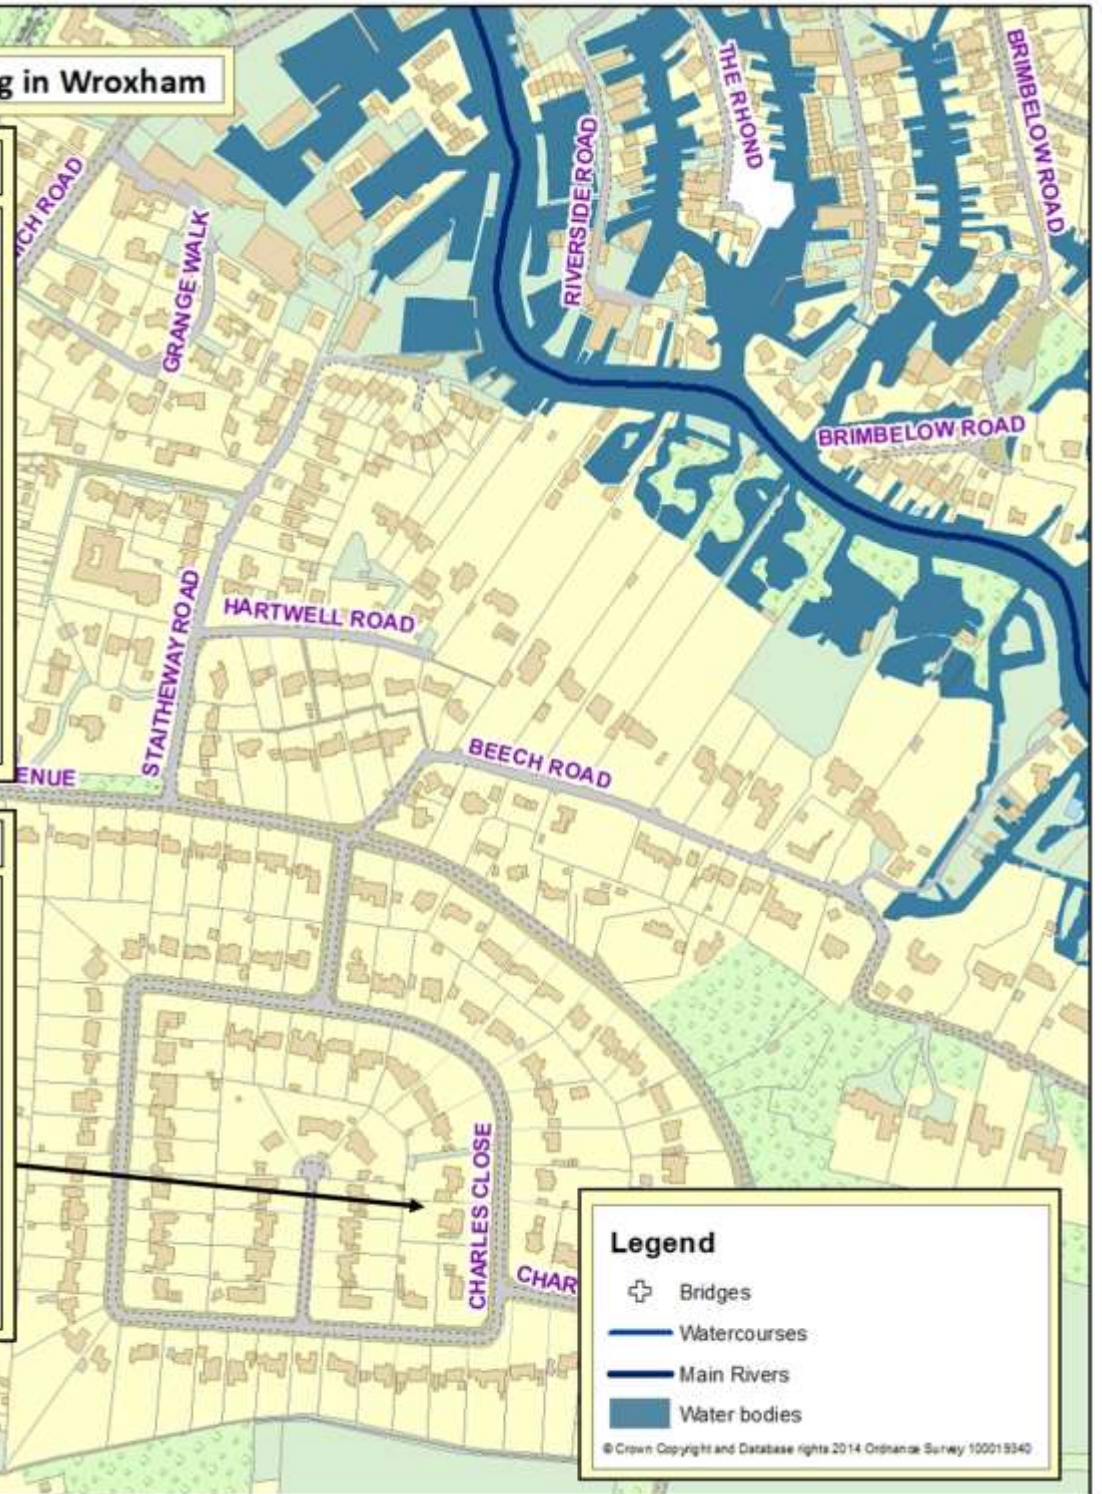 g in Wroxham
BRIMBELOW ROAD
THE RHOND
RIVERSIDE ROAD
CH ROAD
GRANGE WALK
BRIMBELOW ROAD
HARTWELL ROAD
STAITHEWAY ROAD
BEECH ROAD
ENUE
CHARLES CLOSE
CHAR
Legend
Bridges
Watercourses
Main Rivers
Water bodies
© Crown Copyright and Database rights 2014 Ordnance Survey 100019340